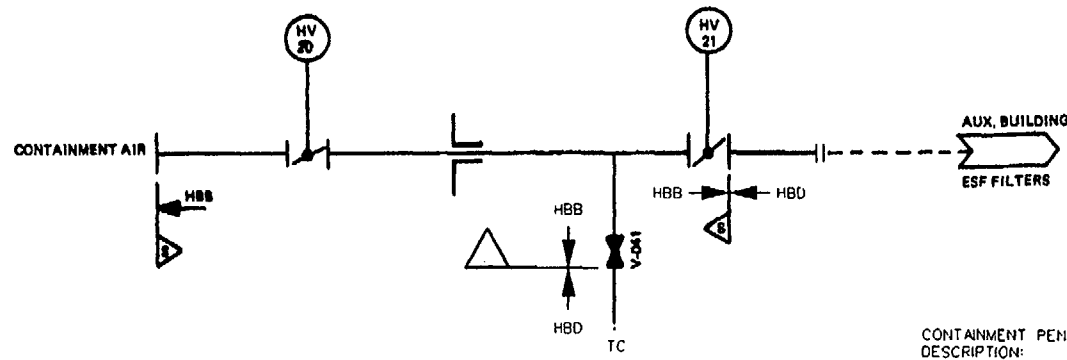 HV
20
HV
21
CONTAINMENT AIR
AUX, BUILDING
ESF FILTERS
HBB
HBB
HBD
HBB
V-D61
HBD
TC
CONTAINMENT PEN
DESCRIPTION: